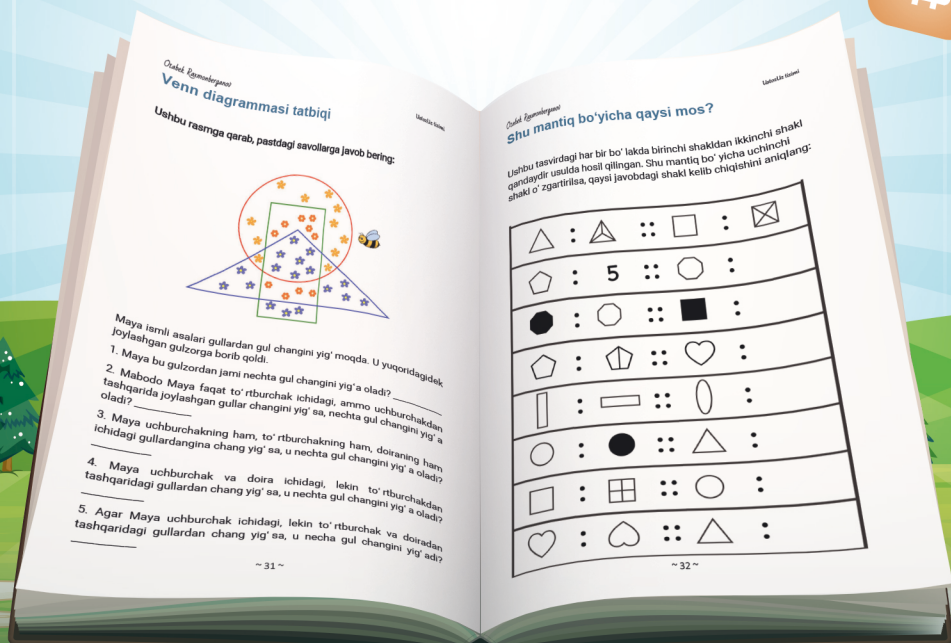 Otabek Rasmonberganov
Venn diagrammasi tatbiqi
Ushbu rasmga qarab, pastdagi savollarga javob bering:
Maya ismli asalari gullardan gul changini yig' moqda. U yuqoridagidek
joylashgan gulzorga borib qoldi.
1. Maya bu gulzordan jami nechta gul changini yig'a oladi? ________
2. Mabodo Maya faqat to' rtburchak ichidagi, ammo uchburchakdan
tashqarida joylashgan gullar changini yig' sa, nechta gul changini yig' a
oladi? ________
3. Maya uchburchakning ham, to' rtburchakning ham, doiraning ham
ichidagi gullardangina chang yig' sa, u nechta gul changini yig' a oladi?
________
4. Maya uchburchak va doira ichidagi, lekin to' rtburchakdan
tashqaridagi gullardan chang yig' sa, u nechta gul changini yig' a oladi?
________
5. Agar Maya uchburchak ichidagi, lekin to' rtburchak va doiradan
tashqaridagi gullardan chang yig' sa, u necha gul changini yig' adi?
________
~ 31 ~
Otabek Rasmonberganov
Shu mantiq bo'yicha qaysi mos?
Ushbu tasvirdagi har bir bo' lakda birinchi shakldan ikkinchi shakl
qandaydir usulda hosil qilingan. Shu mantiq bo' yicha uchinchi
shakl o' zgartirilsa, qaysi javobdagi shakl kelib chiqishini aniqlang:
: :: :
: 5 :: :
: :: :
: :: :
: :: :
: :: :
: :: :
: :: :
~ 32 ~